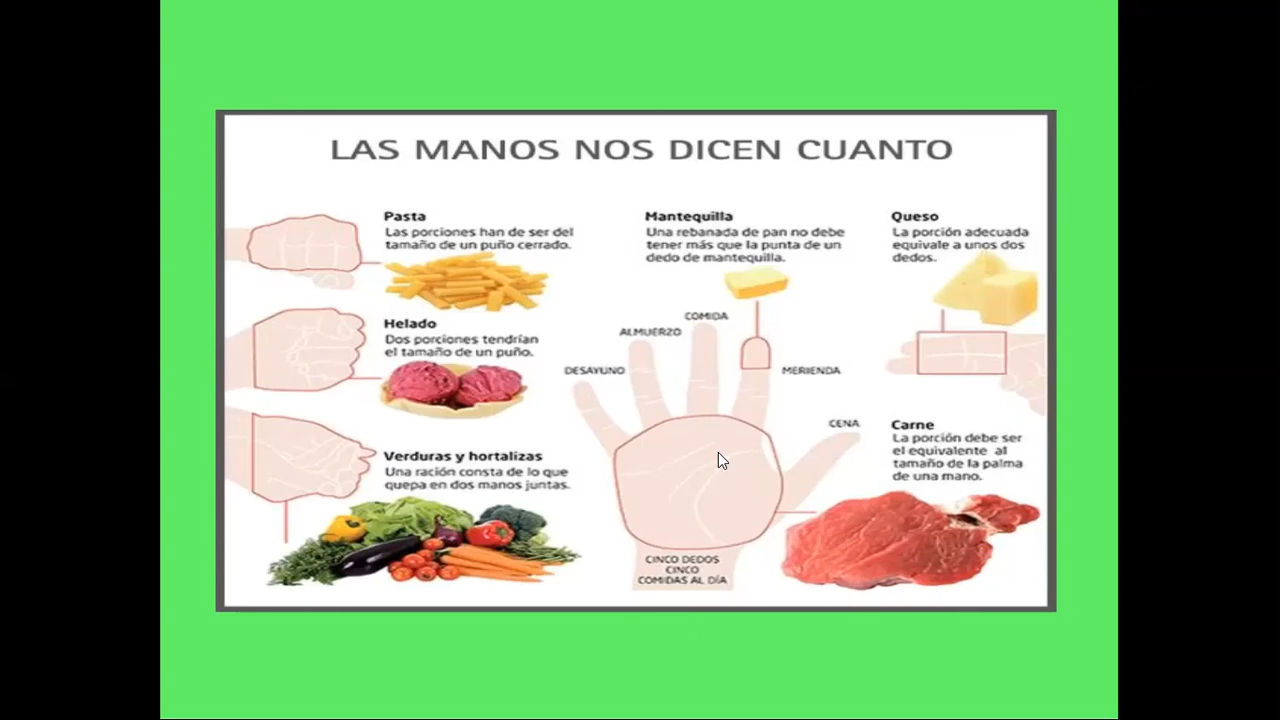 LAS MANOS NOS DICEN CUANTO
Pasta
Las porciones han de ser del
tamaño de un puño cerrado.
Helado
Dos porciones tendrían
el tamaño de un puño.
Verduras y hortalizas
Una ración consta de lo que
quepa en dos manos juntas.
Mantequilla
Una rebanada de pan no debe
tener más que la punta de un
dedo de mantequilla.
DESAYUNO
ALMUERZO
COMIDA
MERIENDA
CENA
CINCO DEDOS
CINCO
COMIDAS AL DÍA
Queso
La porción adecuada
equivale a unos dos
dedos.
Carne
La porción debe ser
el equivalente al
tamaño de la palma
de una mano.